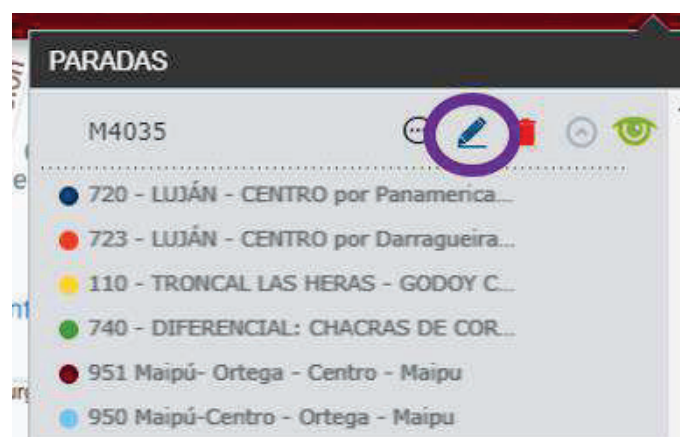 PARADAS
M4035
720 - LUJÁN - CENTRO por Panamerica...
723 - LUJÁN - CENTRO por Darragueira...
110 - TRONCAL LAS HERAS - GODOY C...
740 - DIFERENCIAL: CHACRAS DE COR...
951 Maipú- Ortega - Centro - Maipu
950 Maipú-Centro - Ortega - Maipu